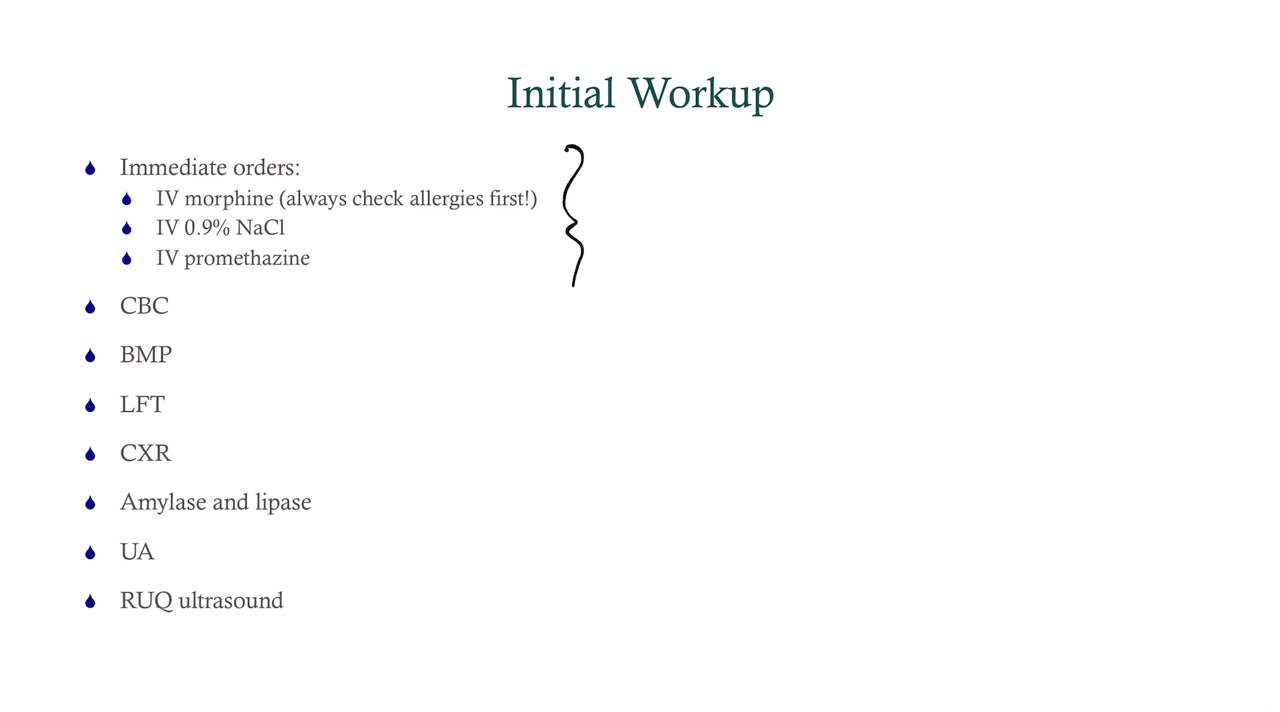 Initial Workup
Immediate orders:
IV morphine (always check allergies first!)
IV 0.9% NaCl
IV promethazine
CBC
BMP
LFT
CXR
Amylase and lipase
UA
RUQ ultrasound